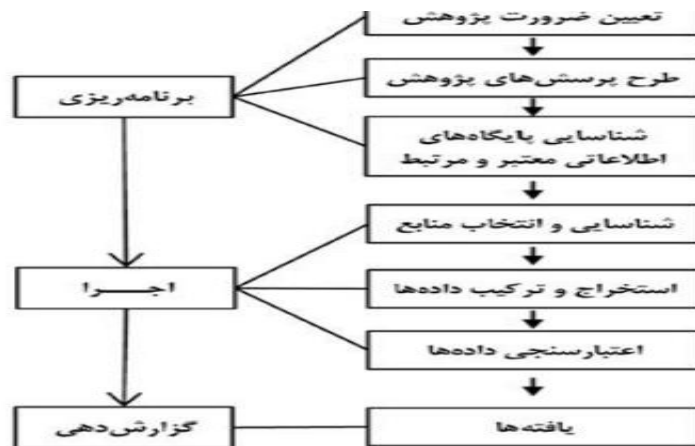 تعیین ضرورت پژوهش
طرح پرسش‌های پژوهش
برنامه‌ریزی
شناسایی پایگاه‌های
اطلاعاتی معتبر و مرتبط
شناسایی و انتخاب منابع
استخراج و ترکیب داده‌ها
اجـــــرا
اعتبارسنجی داده‌ها
یافته‌ها
گزارش‌دهی